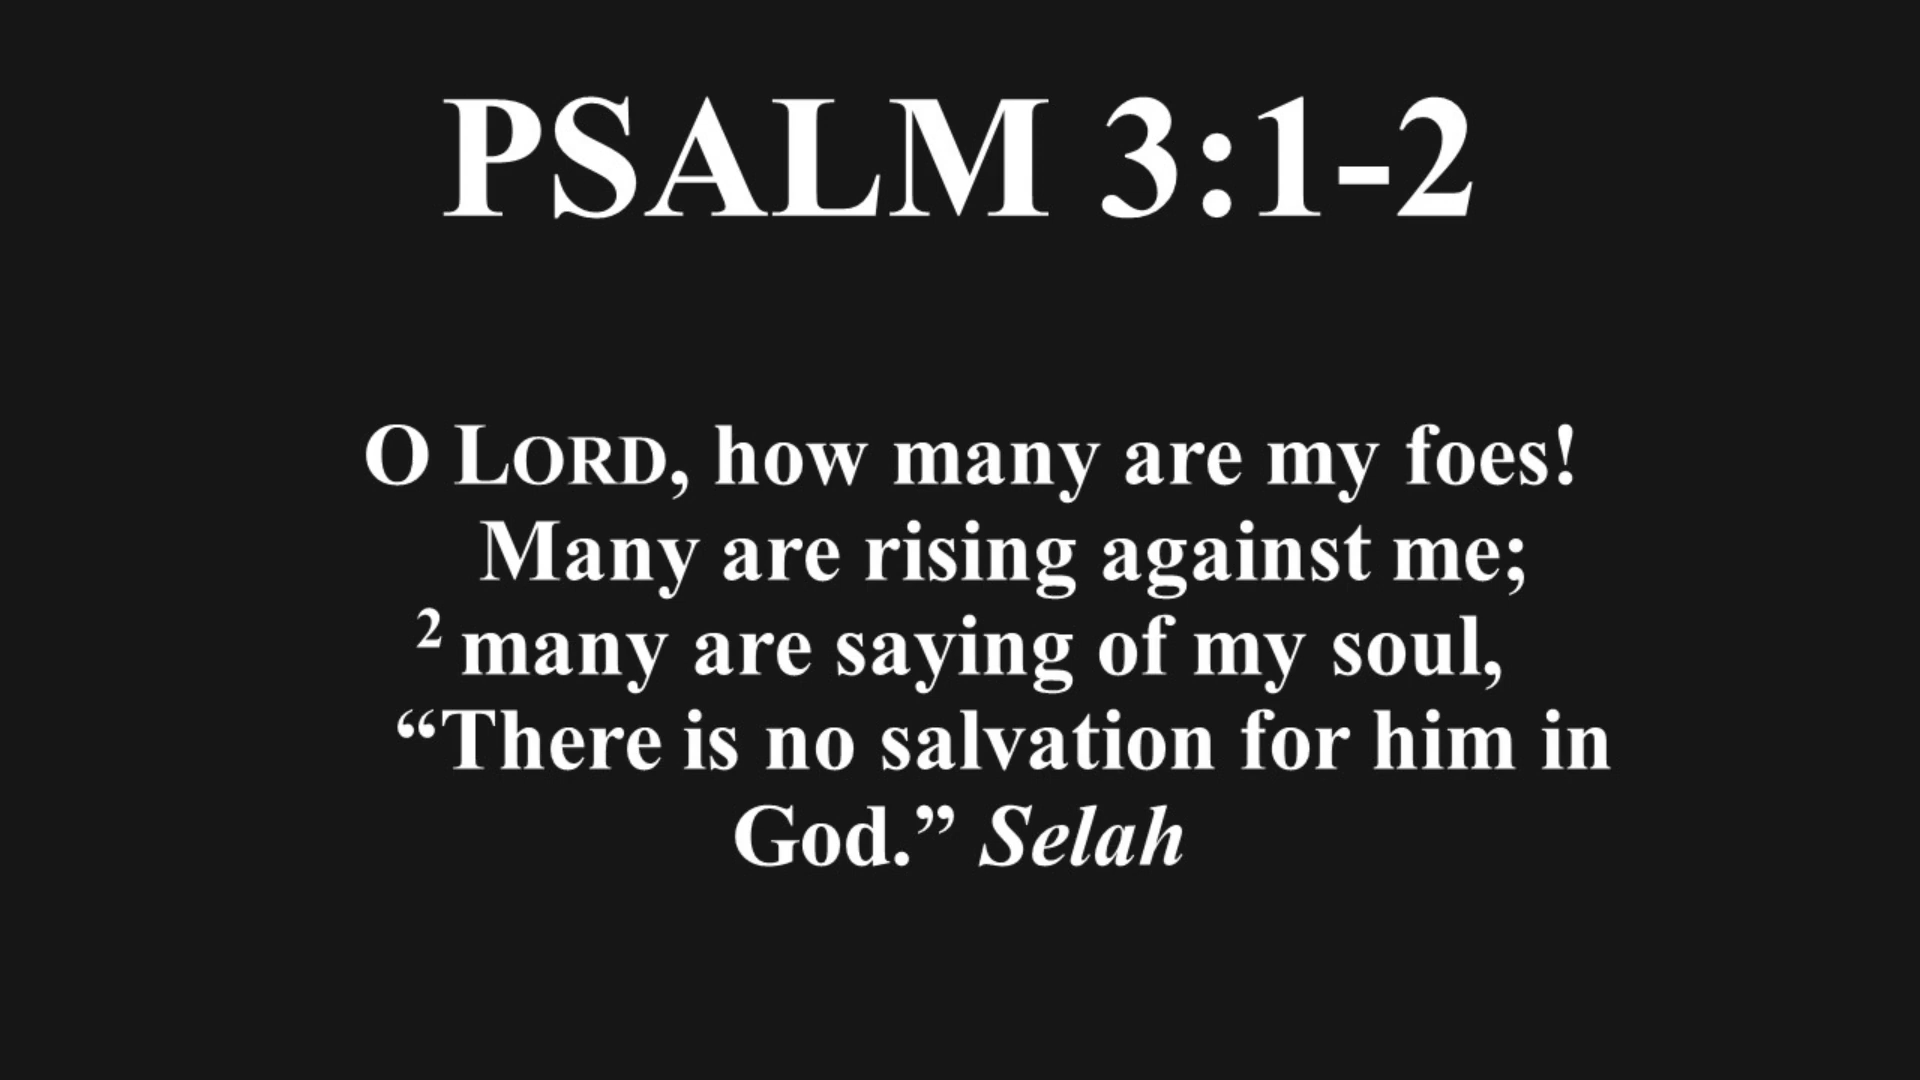 PSALM 3:1-2
O LORD, how many are my foes!
Many are rising against me;
2 many are saying of my soul,
“There is no salvation for him in
God.” Selah